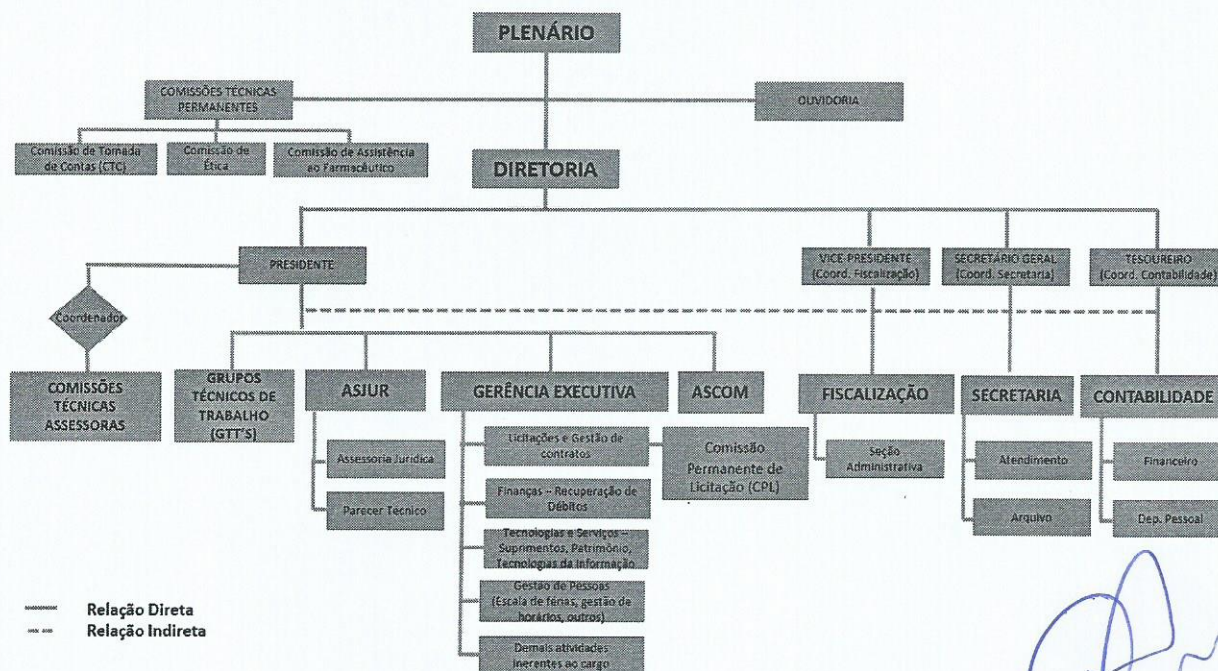 PLENÁRIO
COMISSÕES TÉCNICAS
PERMANENTES
OUVIDORIA
Comissão de Tomada
de Contas (CTC)
Comissão de
Ética
Comissão de Assistência
ao Farmacêutico
DIRETORIA
PRESIDENTE
VICE-PRESIDENTE
(Coord. Fiscalização)
SECRETÁRIO GERAL
(Coord. Secretaria)
TESOUREIRO
(Coord. Contabilidade)
Coordenador
COMISSÕES
TÉCNICAS
ASSESSORAS
GRUPOS
TÉCNICOS DE
TRABALHO
(GTT'S)
ASJUR
GERÊNCIA EXECUTIVA
ASCOM
FISCALIZAÇÃO
SECRETARIA
CONTABILIDADE
Assessoria Jurídica
Parecer Técnico
Licitações e Gestão de
contratos
Comissão
Permanente de
Licitação (CPL)
Finanças – Recuperação de
Débitos
Tecnologias e Serviços –
Suprimentos, Patrimônio,
Tecnologias da Informação
Gestão de Pessoas
(Escala de férias, gestão de
horários, outros)
Demais atividades
inerentes ao cargo
Seção
Administrativa
Atendimento
Arquivo
Financeiro
Dep. Pessoal
Relação Direta
Relação Indireta